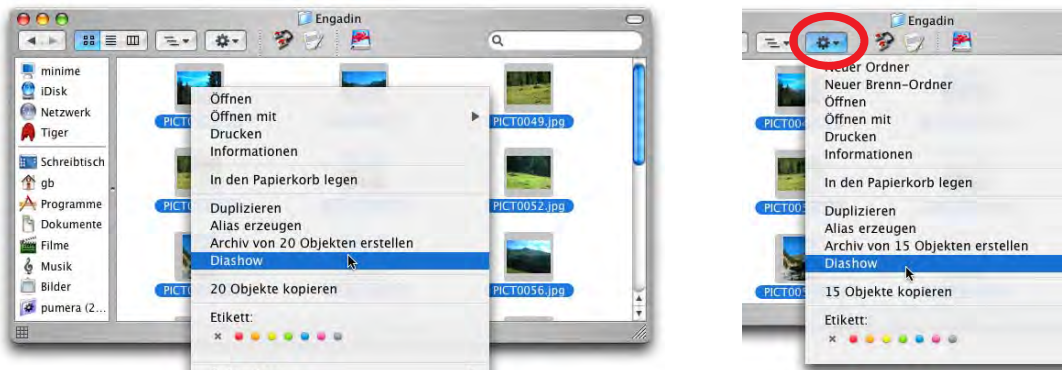 Engadin
minime
iDisk
Netzwerk
Tiger
Schreibtisch
gb
Programme
Dokumente
Filme
Musik
Bilder
pumera (2...
PICT0049.jpg
PICT0052.jpg
PICT0056.jpg
Öffnen
Öffnen mit
Drucken
Informationen
In den Papierkorb legen
Duplizieren
Alias erzeugen
Archiv von 20 Objekten erstellen
Diashow
20 Objekte kopieren
Etikett:
Engadin
Neuer Ordner
Neuer Brenn-Ordner
Öffnen
Öffnen mit
Drucken
Informationen
In den Papierkorb legen
Duplizieren
Alias erzeugen
Archiv von 15 Objekten erstellen
Diashow
15 Objekte kopieren
Etikett: